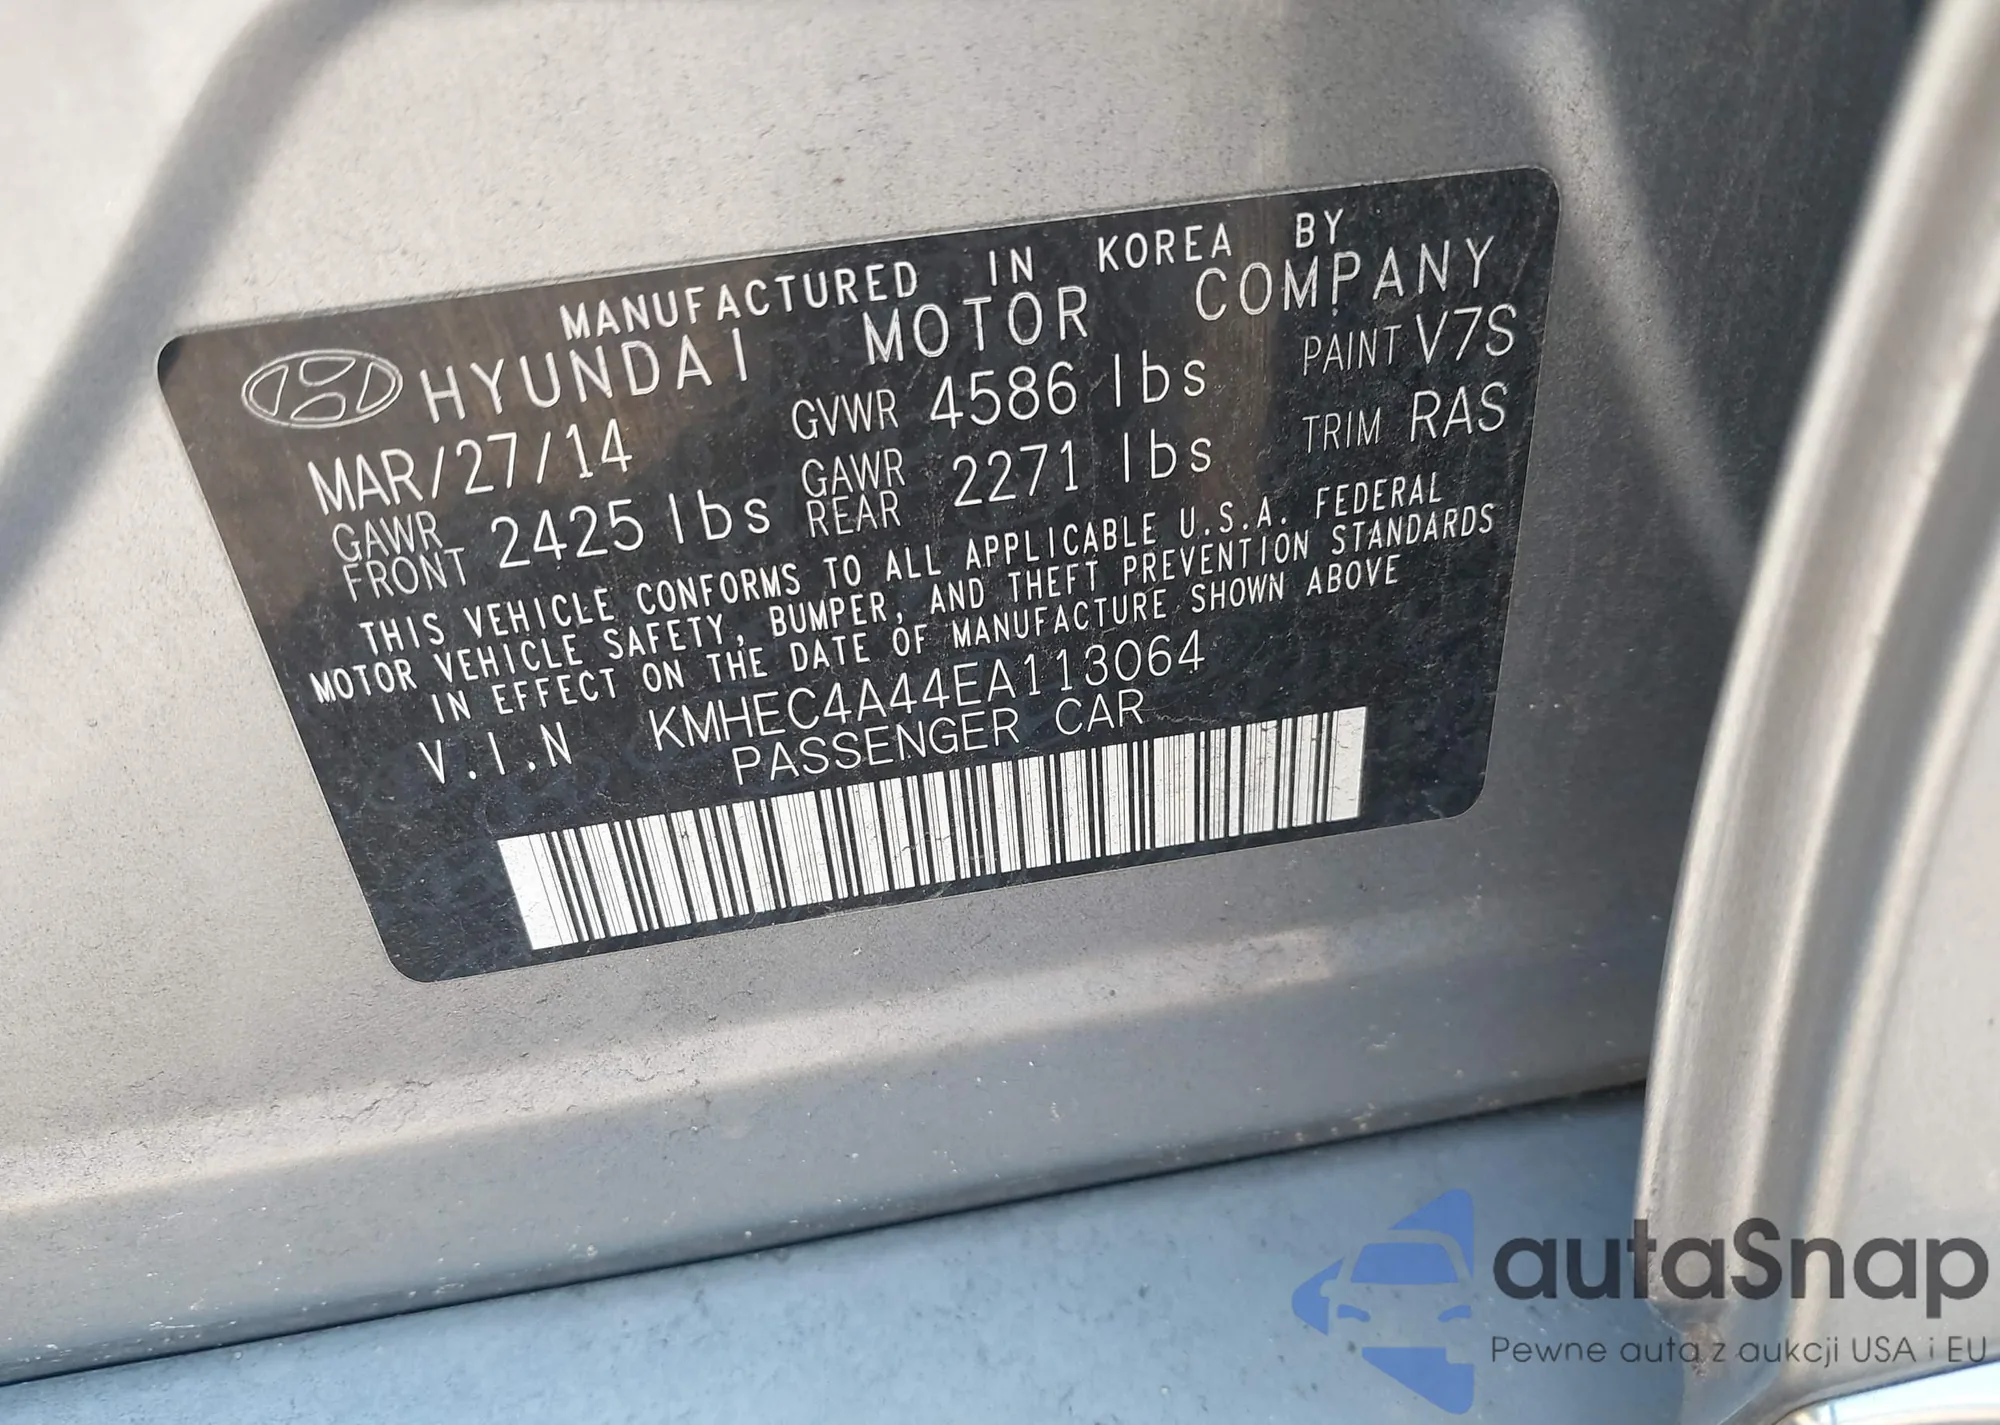 MANUFACTURED IN KOREA BY
HYUNDAI MOTOR COMPANY
MAR/27/14 GVWR 4586 lbs PAINT V7S
GAWR FRONT 2425 lbs GAWR REAR 2271 lbs TRIM RAS
THIS VEHICLE CONFORMS TO ALL APPLICABLE U.S.A. FEDERAL
MOTOR VEHICLE SAFETY, BUMPER, AND THEFT PREVENTION STANDARDS
IN EFFECT ON THE DATE OF MANUFACTURE SHOWN ABOVE
V.I.N KMHEC4A44EA113064
PASSENGER CAR
autaSnap
Pewne auta z aukcji USA i EU